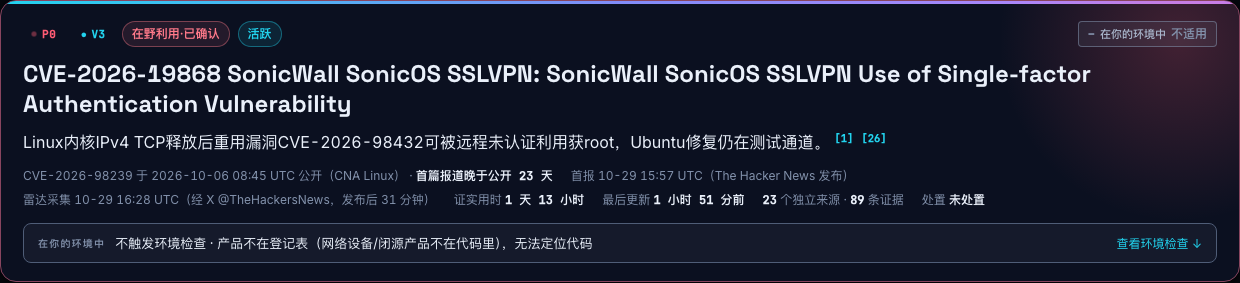 P0 V3 在野利用·已确认 活跃 — 在你的环境中 不适用
CVE-2026-19868 SonicWall SonicOS SSLVPN: SonicWall SonicOS SSLVPN Use of Single-factor
Authentication Vulnerability
Linux内核IPv4 TCP释放后重用漏洞CVE-2026-98432可被远程未认证利用获root，Ubuntu修复仍在测试通道。 [1] [26]
CVE-2026-98239 于 2026-10-06 08:45 UTC 公开（CNA Linux）· 首篇报道晚于公开 23 天 首报 10-29 15:57 UTC（The Hacker News 发布）
雷达采集 10-29 16:28 UTC（经 X @TheHackersNews，发布后 31 分钟） 证实用时 1 天 13 小时 最后更新 1 小时 51 分前 23 个独立来源 · 89 条证据 处置 未处置
在你的环境中 不触发环境检查 · 产品不在登记表（网络设备/闭源产品不在代码里），无法定位代码 查看环境检查 ↓